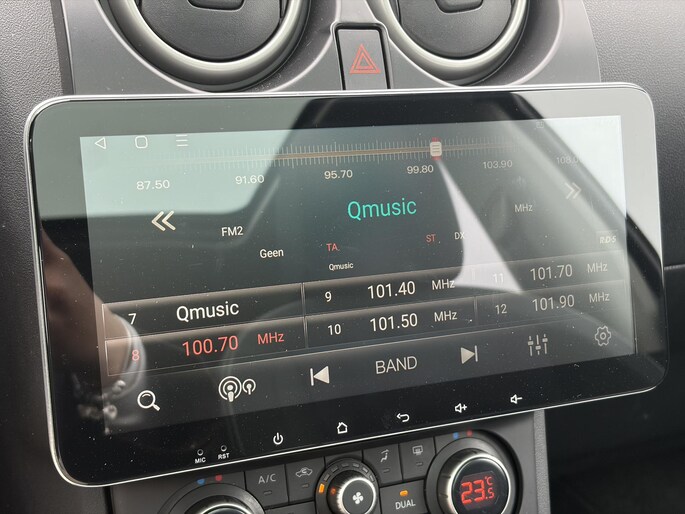 87.50 91.60 95.70 99.80 103.90 108.0
Qmusic MHz
FM2
Geen TA. ST DX
Qmusic RDS
7 Qmusic 9 101.40 MHz 11 101.70 MHz
8 100.70 MHz 10 101.50 MHz 12 101.90 MHz
BAND
MIC RST
A/C
DUAL
23.5